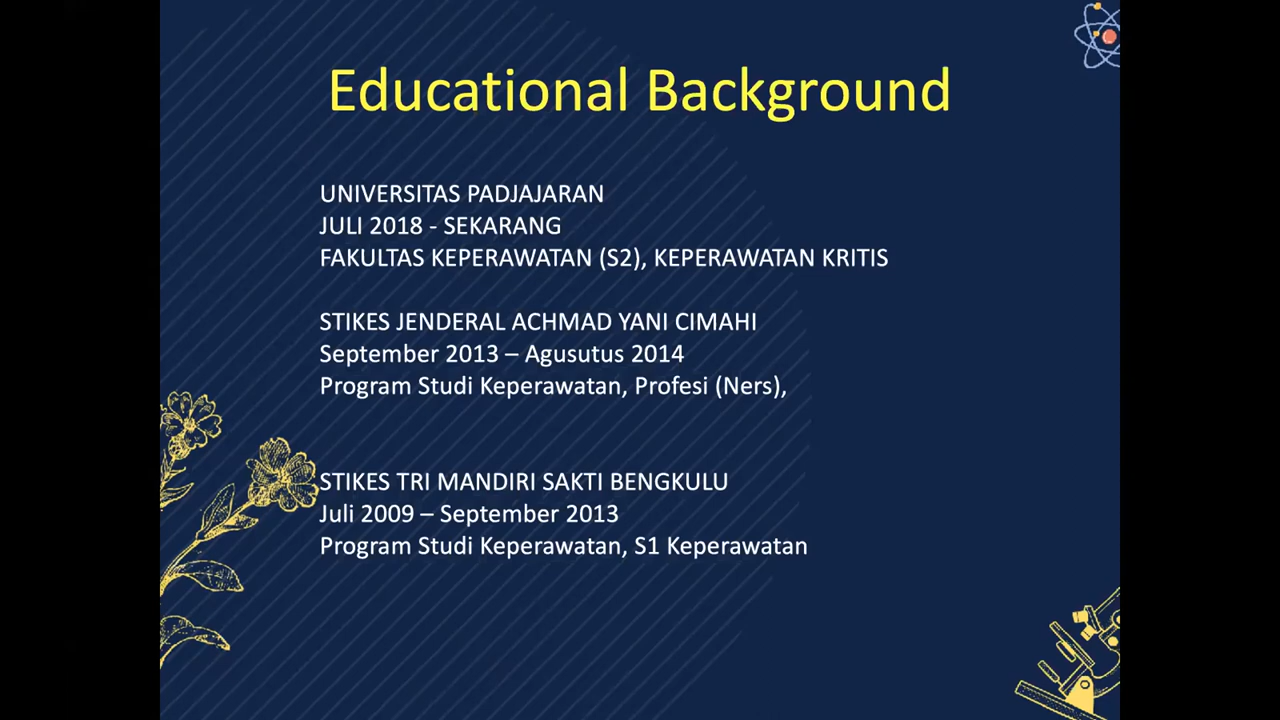 Educational Background
UNIVERSITAS PADJAJARAN
JULI 2018 - SEKARANG
FAKULTAS KEPERAWATAN (S2), KEPERAWATAN KRITIS
STIKES JENDERAL ACHMAD YANI CIMAHI
September 2013 – Agusutus 2014
Program Studi Keperawatan, Profesi (Ners),
STIKES TRI MANDIRI SAKTI BENGKULU
Juli 2009 – September 2013
Program Studi Keperawatan, S1 Keperawatan